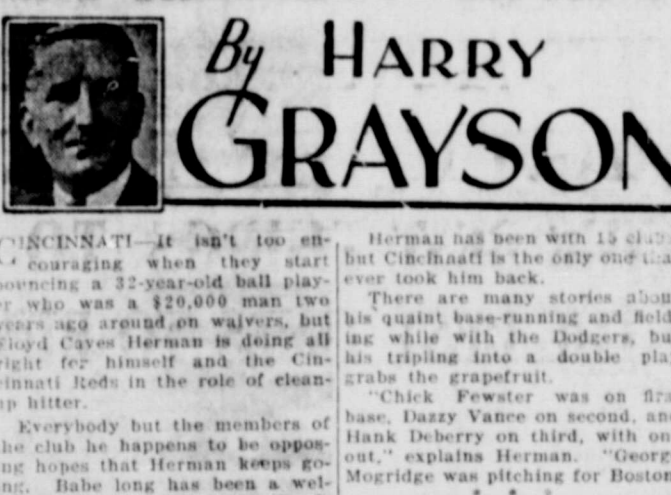 By HARRY
GRAYSON
CINCINNATI—It isn't too en-
couraging when they start
bouncing a 32-year-old ball play-
er who was a $20,000 man two
years ago around on waivers, but
Floyd Caves Herman is doing all
right for himself and the Cin-
cinnati Reds in the role of clean-
up hitter.
Everybody but the members of
the club he happens to be oppos-
ing hopes that Herman keeps go-
ing. Babe long has been a wel-
Herman has been with 15 clubs
but Cincinnati is the only one tha
ever took him back.
There are many stories about
his quaint base-running and field
ing while with the Dodgers, bu
his tripling into a double pla
grabs the grapefruit.
"Chick Fewster was on firs
base, Dazzy Vance on second, an
Hank Deberry on third, with on
out," explains Herman. "Georg
Mogridge was pitching for Boston